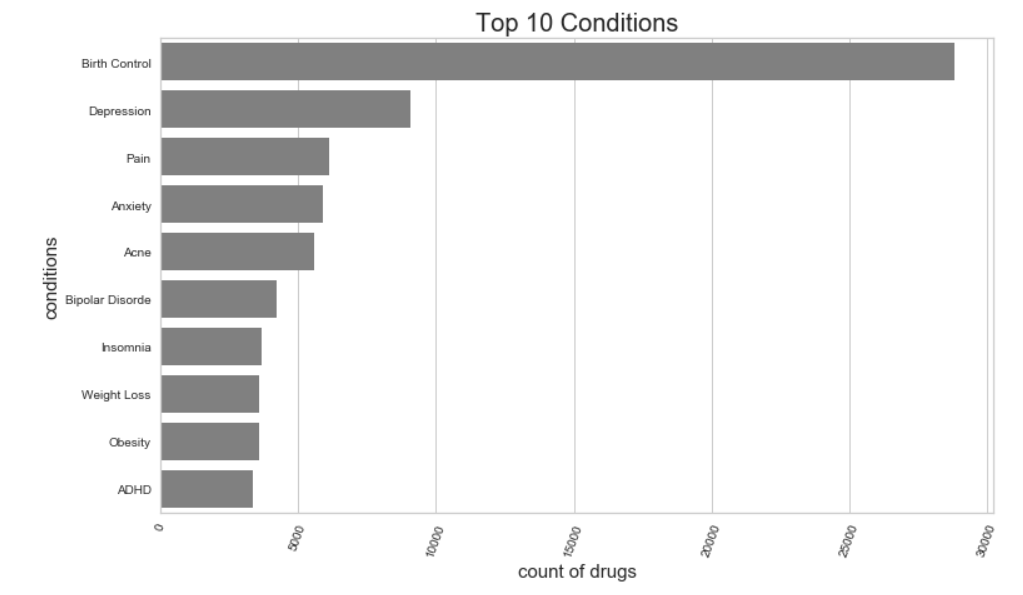 Top 10 Conditions
Birth Control
Depression
Pain
Anxiety
Acne
Bipolar Disorde
Insomnia
Weight Loss
Obesity
ADHD
conditions
0
5000
10000
15000
20000
25000
30000
count of drugs